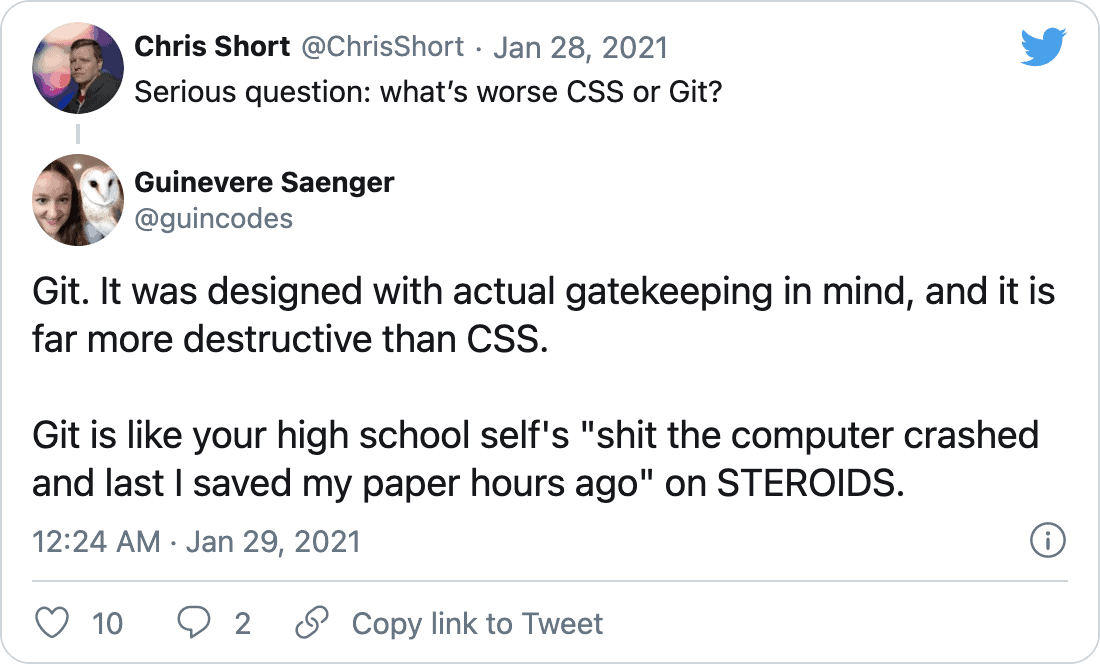 Chris Short @ChrisShort · Jan 28, 2021
Serious question: what’s worse CSS or Git?
Guinevere Saenger
@guincodes
Git. It was designed with actual gatekeeping in mind, and it is
far more destructive than CSS.
Git is like your high school self's "shit the computer crashed
and last I saved my paper hours ago" on STEROIDS.
12:24 AM · Jan 29, 2021
10 2 Copy link to Tweet